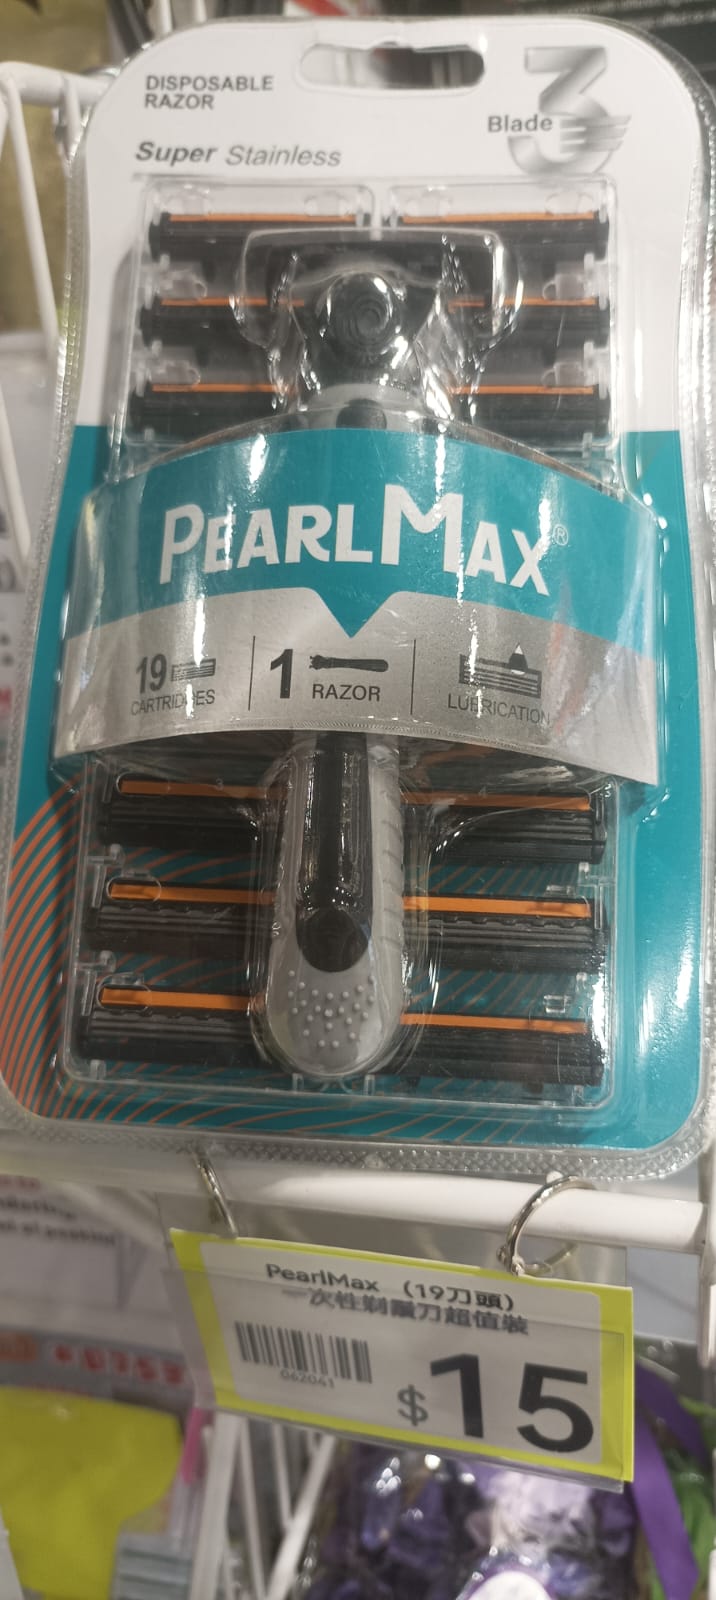 DISPOSABLE
RAZOR
Blade 3
Super Stainless
PEARLMAX®
19
CARTRIDGES
1
RAZOR
LUBRICATION
PearlMax （19刀頭）
一次性剃鬚刀超值裝
062041
$15